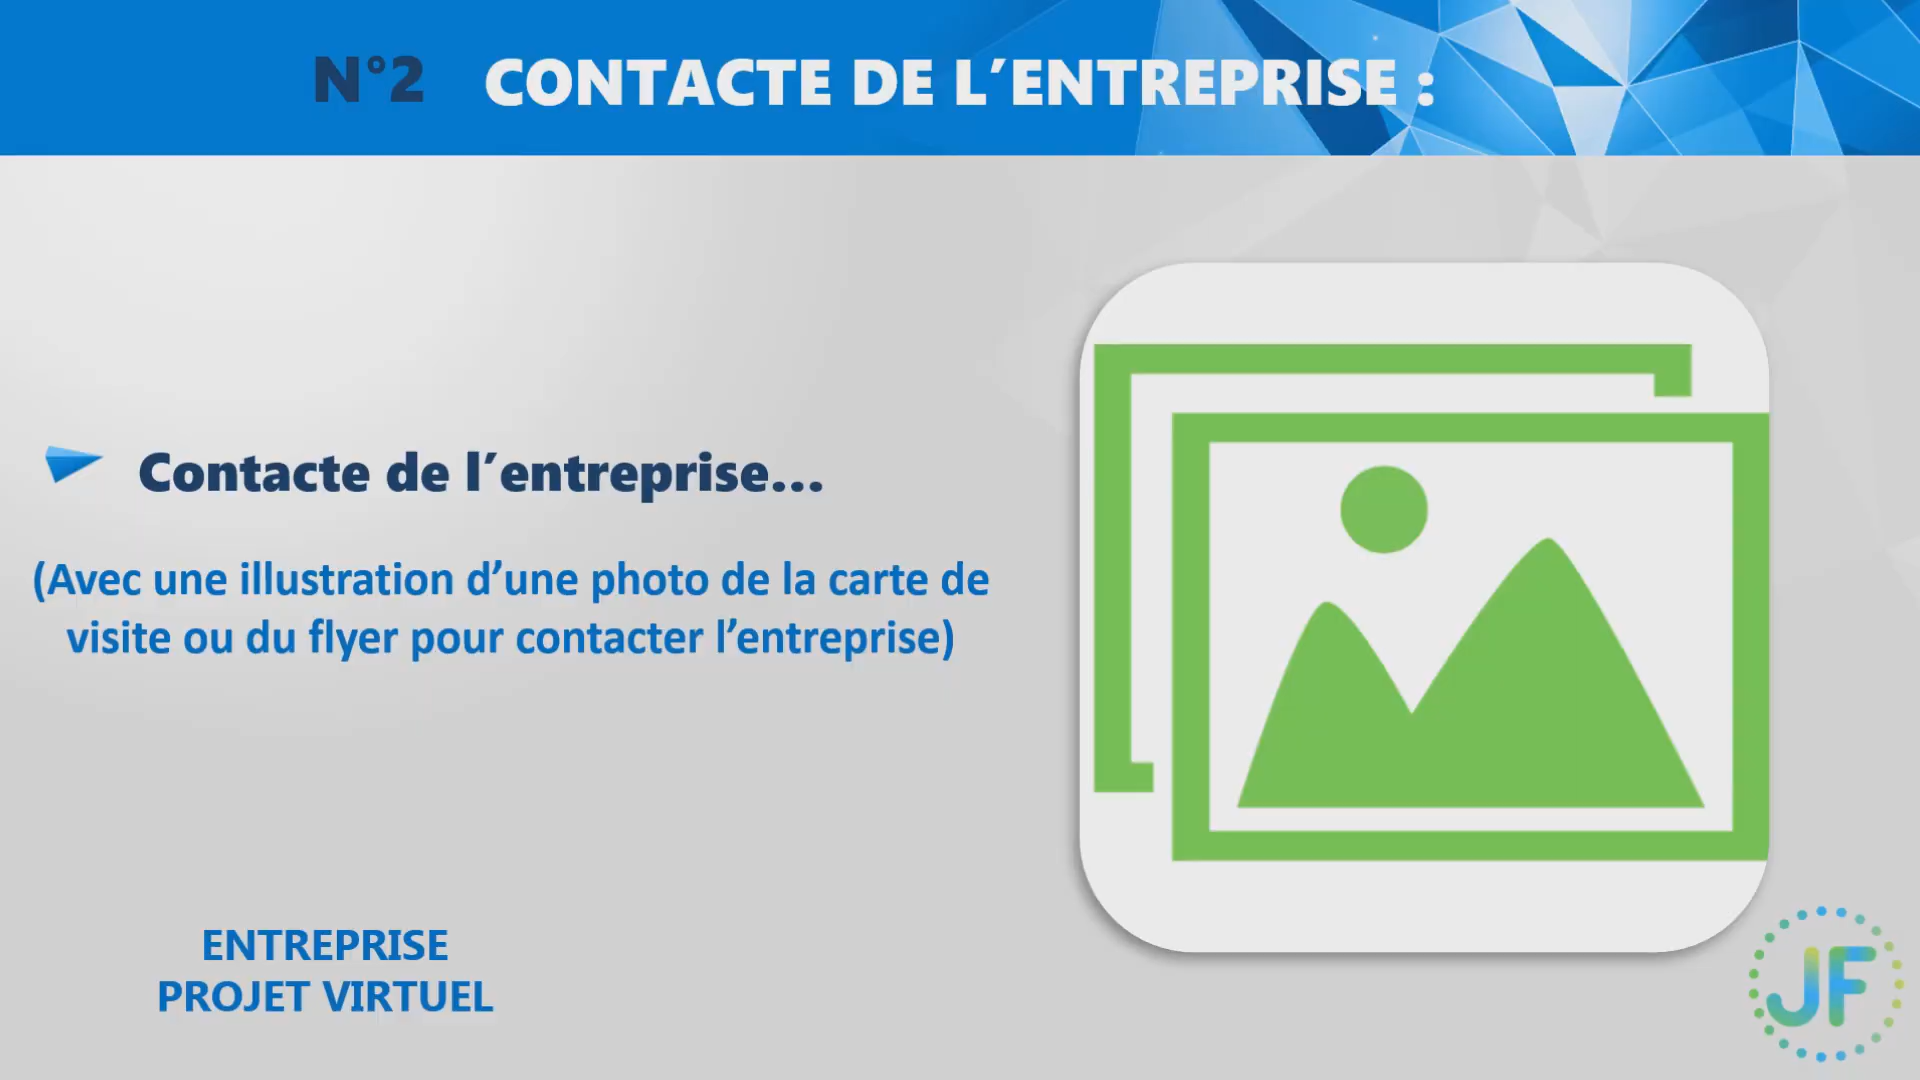 N°2 CONTACTE DE L’ENTREPRISE :
Contacte de l’entreprise...
(Avec une illustration d’une photo de la carte de
visite ou du flyer pour contacter l’entreprise)
ENTREPRISE
PROJET VIRTUEL
JF